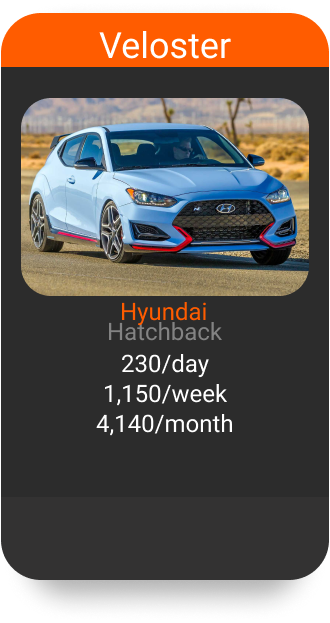 Veloster
Hyundai
Hatchback
230/day
1,150/week
4,140/month